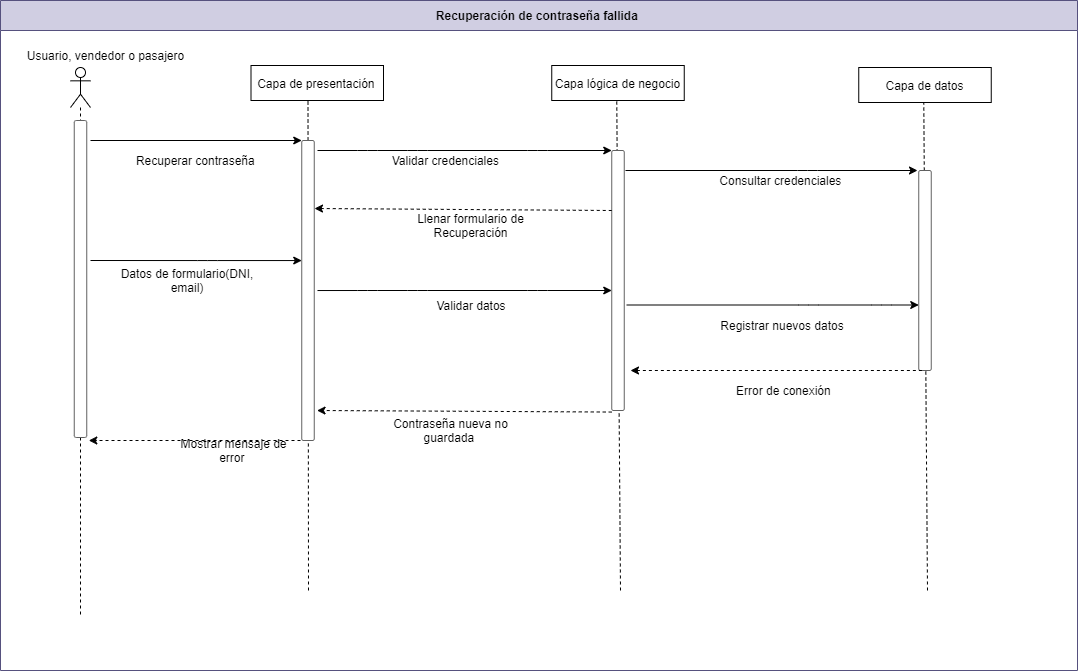 Recuperación de contraseña fallida
Usuario, vendedor o pasajero
Capa de presentación
Capa lógica de negocio
Capa de datos
Recuperar contraseña
Validar credenciales
Consultar credenciales
Llenar formulario de
Recuperación
Datos de formulario(DNI,
email)
Validar datos
Registrar nuevos datos
Error de conexión
Contraseña nueva no
guardada
Mostrar mensaje de
error